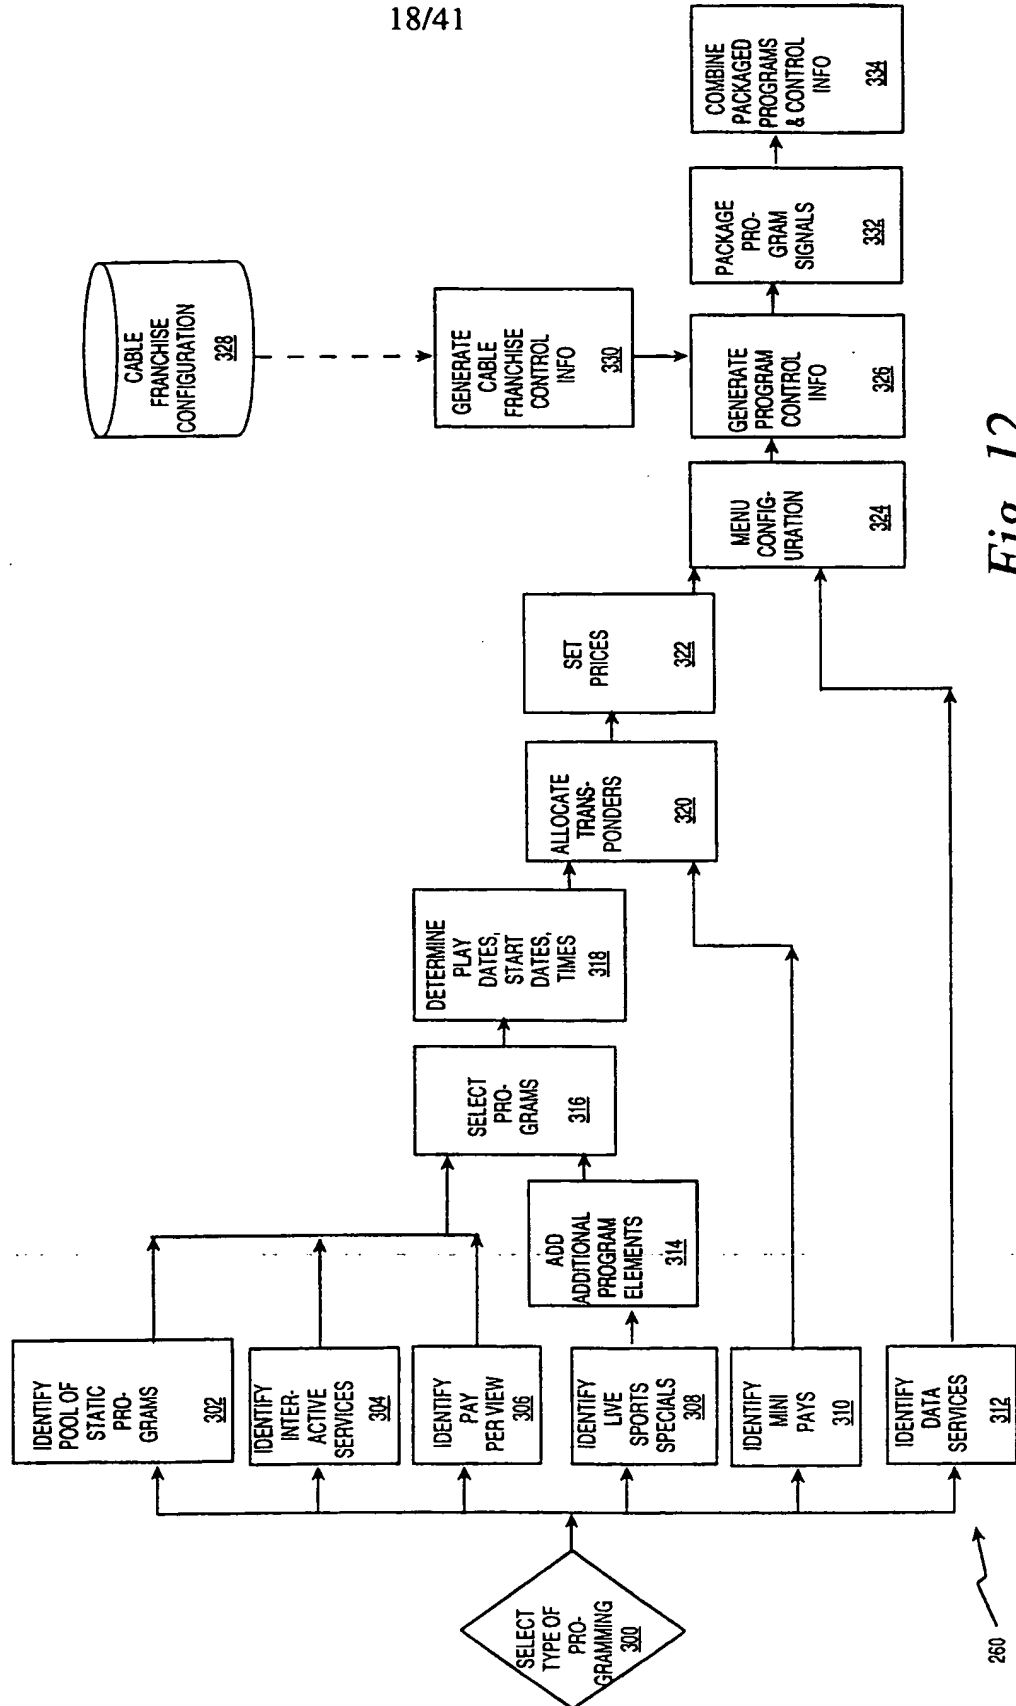 18/41
SELECT
TYPE OF
PRO-
GRAMMING
300
IDENTIFY
POOL OF
STATIC
PRO-
GRAMS
302
IDENTIFY
INTER-
ACTIVE
SERVICES
304
IDENTIFY
PAY
PER VIEW
306
IDENTIFY
LIVE
SPORTS
SPECIALS
308
IDENTIFY
MINI
PAYS
310
IDENTIFY
DATA
SERVICES
312
ADD
ADDITIONAL
PROGRAM
ELEMENTS
314
SELECT
PRO-
GRAMS
316
DETERMINE
PLAY
DATES,
START
DATES,
TIMES
318
ALLOCATE
TRANS-
PONDERS
320
SET
PRICES
322
MENU
CONFIG-
URATION
324
GENERATE
PROGRAM
CONTROL
INFO
326
CABLE
FRANCHISE
CONFIGURATION
328
GENERATE
CABLE
FRANCHISE
CONTROL
INFO
330
PACKAGE
PRO-
GRAM
SIGNALS
332
COMBINE
PACKAGED
PROGRAMS
& CONTROL
INFO
334
260
Fig. 12